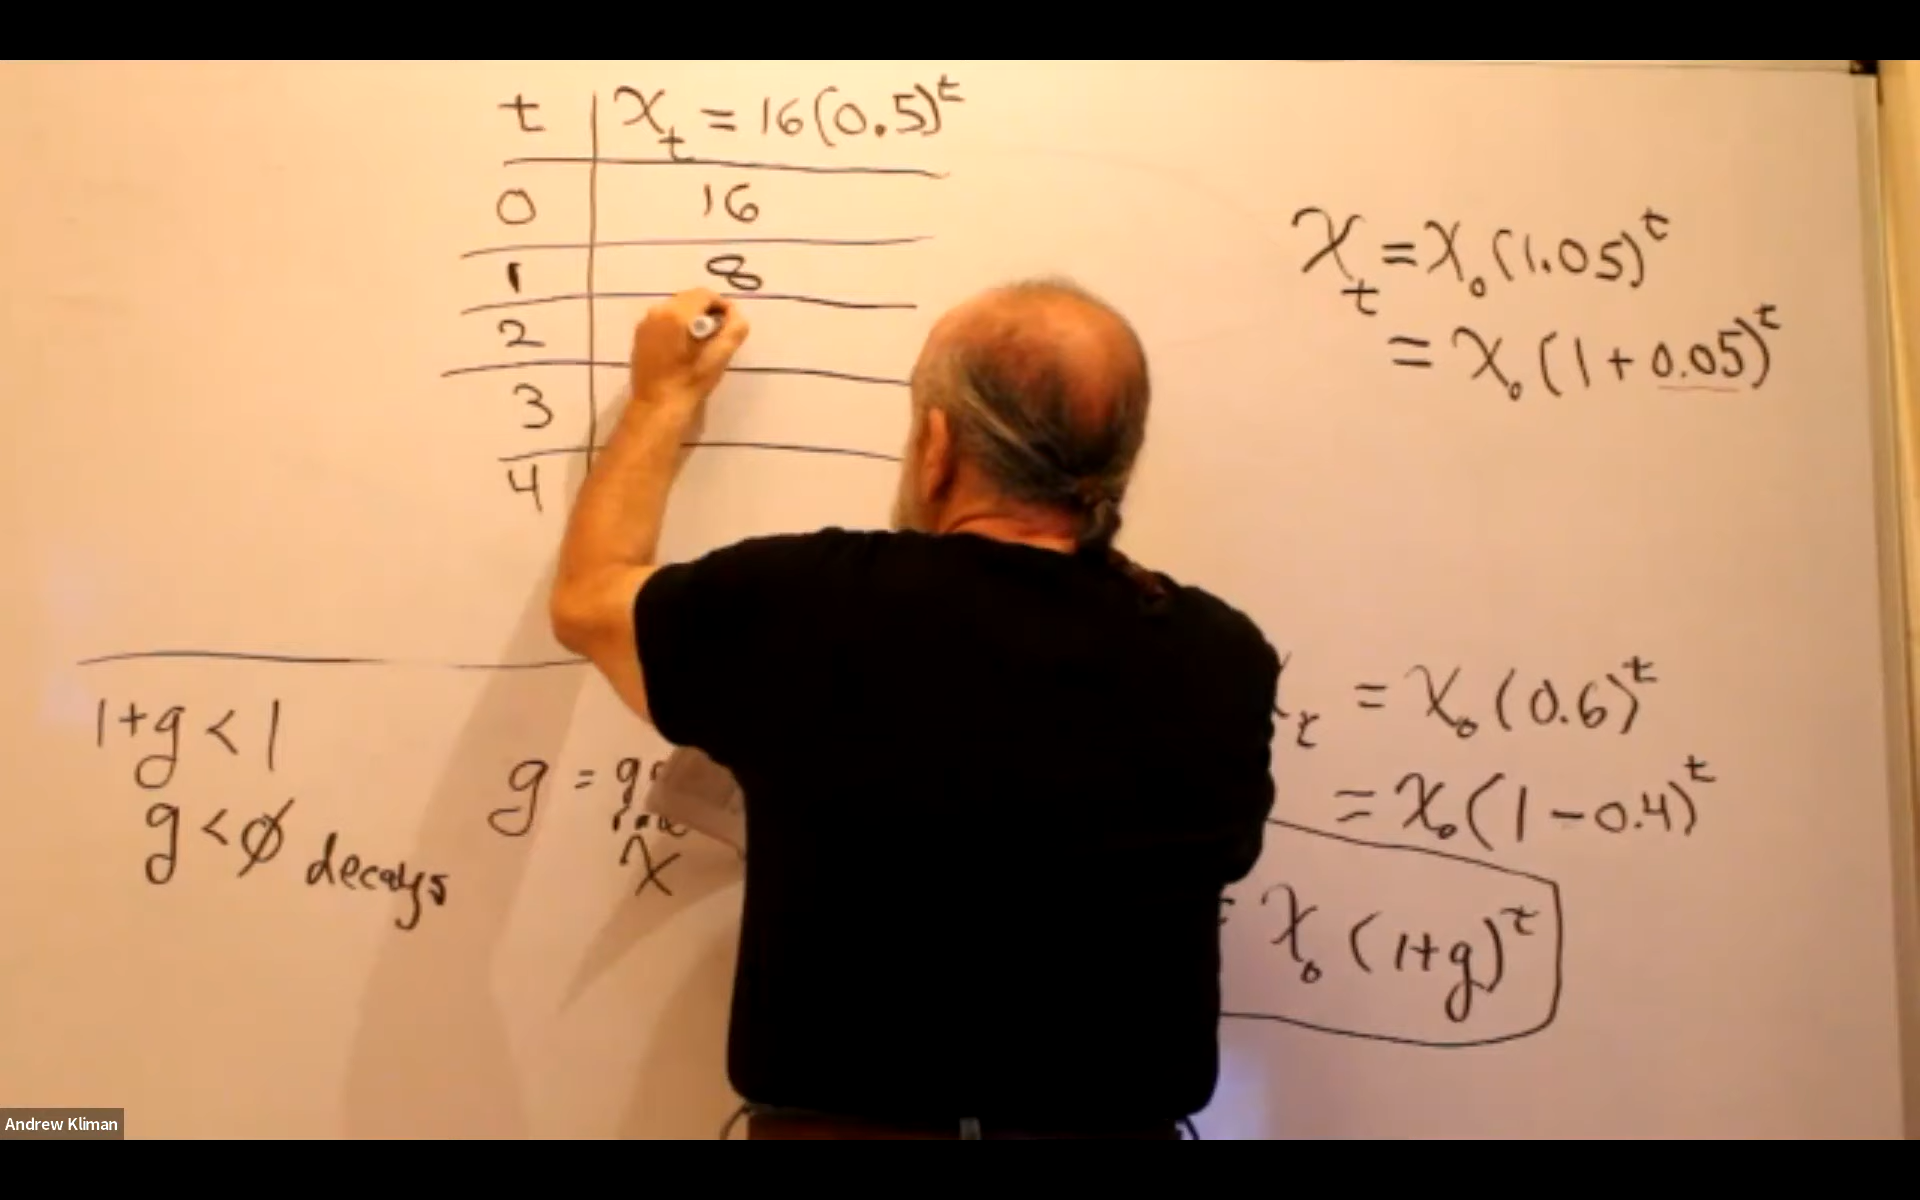 t | x_t = 16(0.5)^t
0 | 16
1 | 8
2
3
4
x_t = x_0(1.05)^t
= x_0(1+0.05)^t
1+g<1
g<0 decays
g =
x
t = x_0(0.6)^t
= x_0(1-0.4)^t
= x_0(1+g)^t
Andrew Kliman